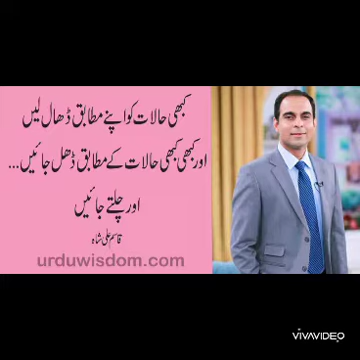 کبھی حالات کو اپنے مطابق ڈھال لیں
اور کبھی کبھی حالات کے مطابق ڈھل جائیں...
اور چلتے جائیں
قاسم علی شاہ
urduwisdom.com
VIVAVIDEO